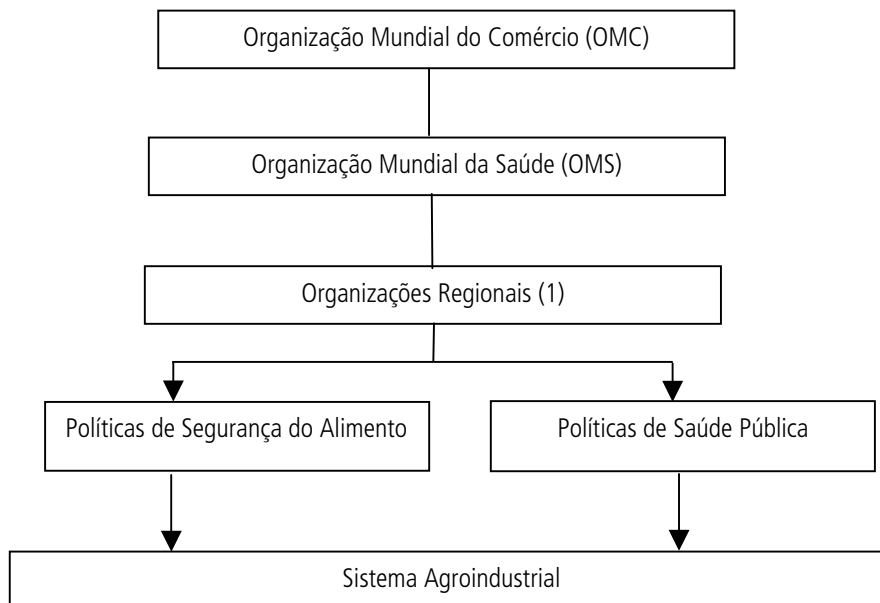 Organização Mundial do Comércio (OMC)
Organização Mundial da Saúde (OMS)
Organizações Regionais (1)
Políticas de Segurança do Alimento
Políticas de Saúde Pública
Sistema Agroindustrial